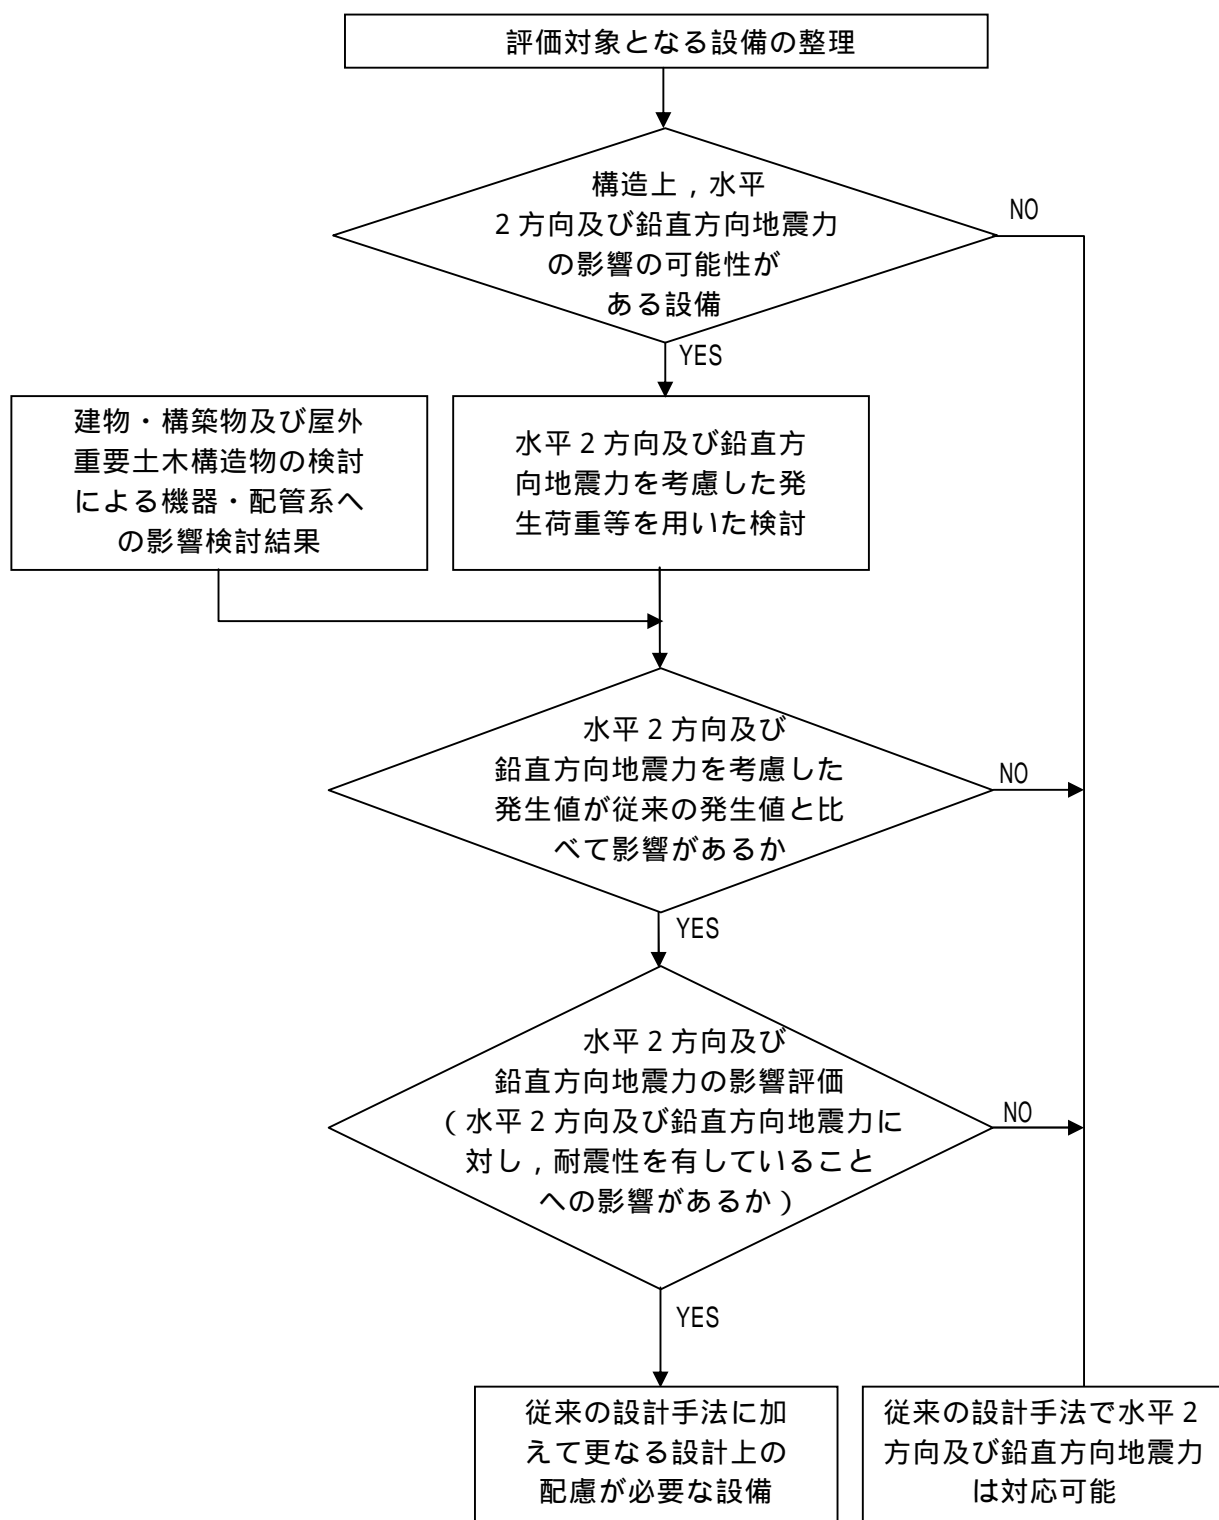 評価対象となる設備の整理
構造上，水平
２方向及び鉛直方向地震力
の影響の可能性が
ある設備
NO
YES
建物・構築物及び屋外
重要土木構造物の検討
による機器・配管系へ
の影響検討結果
水平２方向及び鉛直方
向地震力を考慮した発
生荷重等を用いた検討
水平２方向及び
鉛直方向地震力を考慮した
発生値が従来の発生値と比
べて影響があるか
NO
YES
水平２方向及び
鉛直方向地震力の影響評価
（水平２方向及び鉛直方向地震力に
対し，耐震性を有していること
への影響があるか）
NO
YES
従来の設計手法に加
えて更なる設計上の
配慮が必要な設備
従来の設計手法で水平２
方向及び鉛直方向地震力
は対応可能